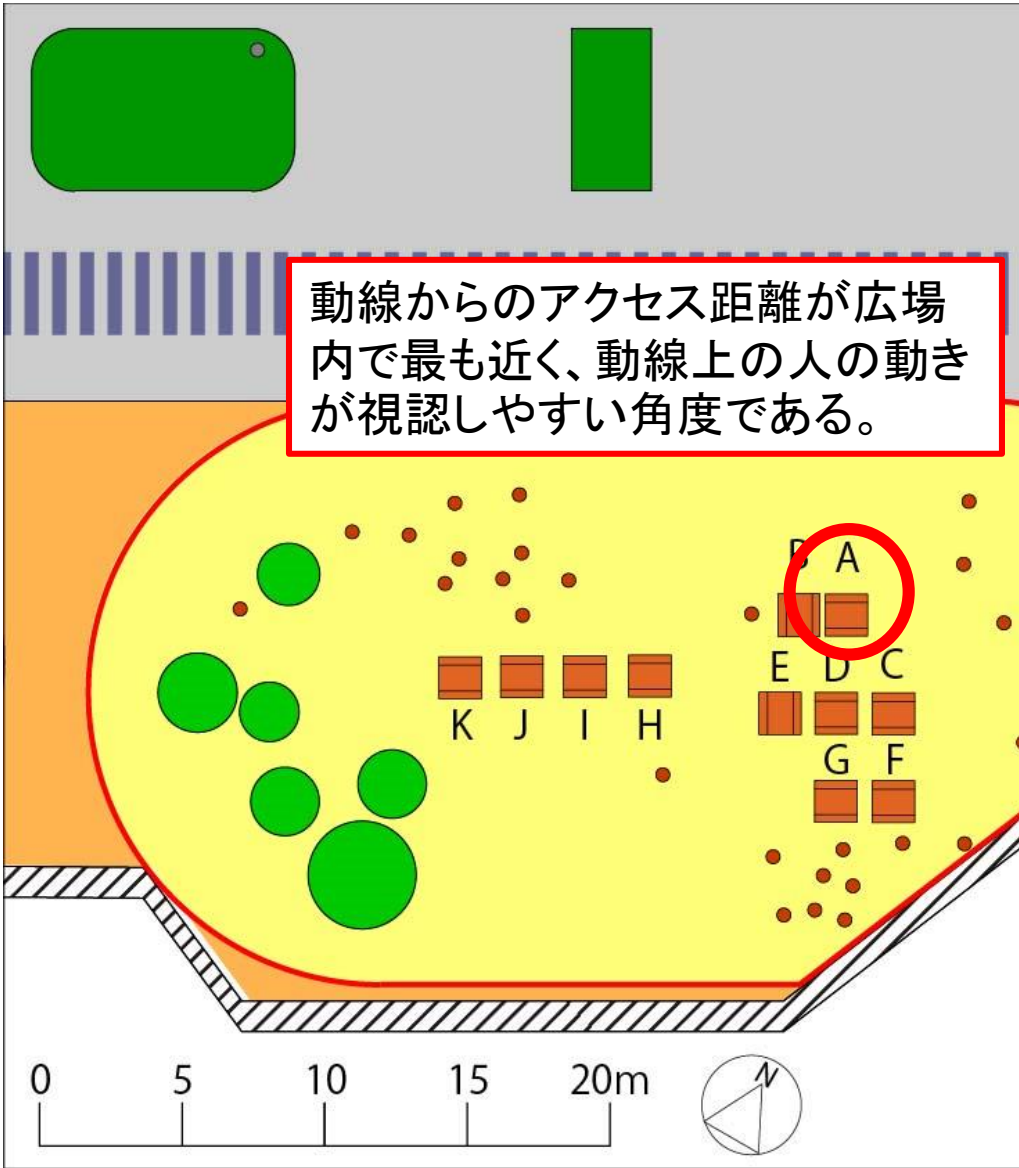 動線からのアクセス距離が広場
内で最も近く、動線上の人の動き
が視認しやすい角度である。
B A
E D C
K J I H
G F
0 5 10 15 20m
N